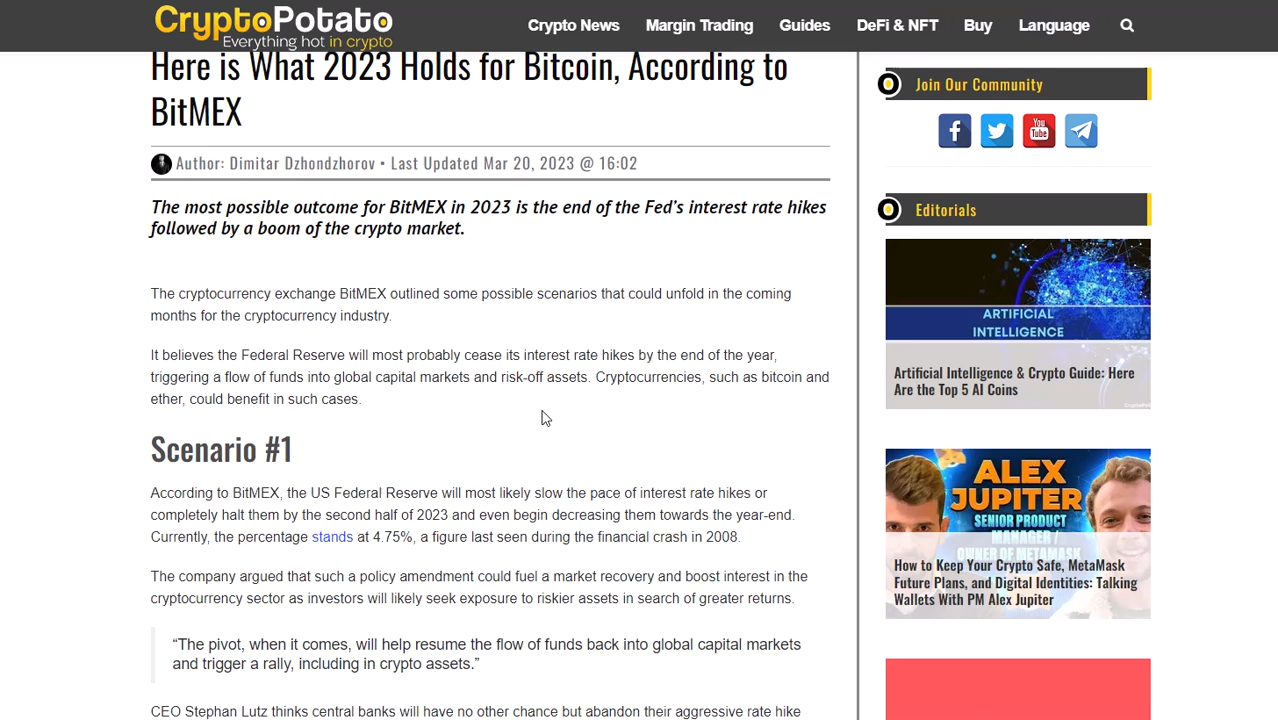 CryptoPotato
Everything hot in crypto
Crypto News Margin Trading Guides DeFi & NFT Buy Language
Here is What 2023 Holds for Bitcoin, According to
BitMEX
Author: Dimitar Dzhondzhorov • Last Updated Mar 20, 2023 @ 16:02
The most possible outcome for BitMEX in 2023 is the end of the Fed’s interest rate hikes
followed by a boom of the crypto market.
The cryptocurrency exchange BitMEX outlined some possible scenarios that could unfold in the coming
months for the cryptocurrency industry.
It believes the Federal Reserve will most probably cease its interest rate hikes by the end of the year,
triggering a flow of funds into global capital markets and risk-off assets. Cryptocurrencies, such as bitcoin and
ether, could benefit in such cases.
Scenario #1
According to BitMEX, the US Federal Reserve will most likely slow the pace of interest rate hikes or
completely halt them by the second half of 2023 and even begin decreasing them towards the year-end.
Currently, the percentage stands at 4.75%, a figure last seen during the financial crash in 2008.
The company argued that such a policy amendment could fuel a market recovery and boost interest in the
cryptocurrency sector as investors will likely seek exposure to riskier assets in search of greater returns.
“The pivot, when it comes, will help resume the flow of funds back into global capital markets
and trigger a rally, including in crypto assets.”
CEO Stephan Lutz thinks central banks will have no other chance but abandon their aggressive rate hike
Join Our Community
You
Tube
Editorials
ARTIFICIAL
INTELLIGENCE
Artificial Intelligence & Crypto Guide: Here
Are the Top 5 AI Coins
ALEX
JUPITER
SENIOR PRODUCT
MANAGER /
OWNER OF METAMASK
How to Keep Your Crypto Safe, MetaMask
Future Plans, and Digital Identities: Talking
Wallets With PM Alex Jupiter